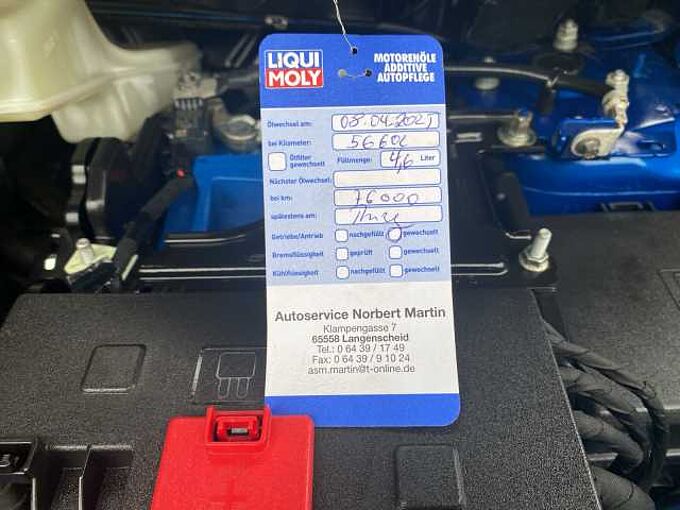 LIQUI
MOLY
MOTORENÖLE
ADDITIVE
AUTOPFLEGE
Ölwechsel am: 08.04.2021
bei Kilometer:
Ölfilter gewechselt Füllmenge: 4,6 Liter
Nächster Ölwechsel:
bei km: 76000
spätestens am:
Getriebe/Antrieb nachgefüllt gewechselt
Bremsflüssigkeit geprüft gewechselt
Kühlflüssigkeit nachgefüllt gewechselt
Autoservice Norbert Martin
Klampengasse 7
65558 Langenscheid
Tel.: 0 64 39 / 17 49
Fax: 0 64 39 / 9 10 24
asm.martin@t-online.de